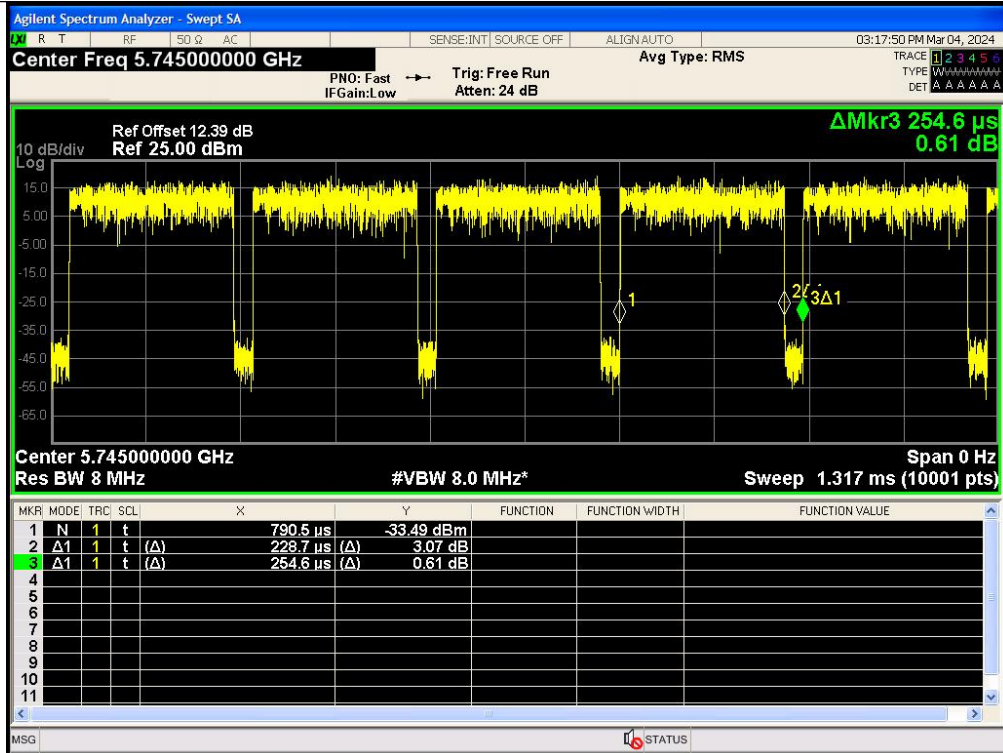 Agilent Spectrum Analyzer - Swept SA
LXI R T RF 50 Ω AC SENSE:INT SOURCE OFF ALIGN AUTO 03:17:50 PM Mar 04, 2024
Center Freq 5.745000000 GHz Avg Type: RMS TRACE 1 2 3 4 5 6
PNO: Fast Trig: Free Run TYPE W
IFGain:Low Atten: 24 dB DET A A A A A A
ΔMkr3 254.6 µs
0.61 dB
Ref Offset 12.39 dB
10 dB/div Ref 25.00 dBm
Log
15.0
5.00
-5.00
-15.0
-25.0
1 3Δ1
-35.0
-45.0
-55.0
-65.0
Center 5.745000000 GHz Span 0 Hz
Res BW 8 MHz #VBW 8.0 MHz* Sweep 1.317 ms (10001 pts)
MKR MODE TRC SCL X Y FUNCTION FUNCTION WIDTH FUNCTION VALUE
1 N 1 t 790.5 µs -33.49 dBm
2 Δ1 1 t (Δ) 228.7 µs (Δ) 3.07 dB
3 Δ1 1 t (Δ) 254.6 µs (Δ) 0.61 dB
4
5
6
7
8
9
10
11
MSG STATUS